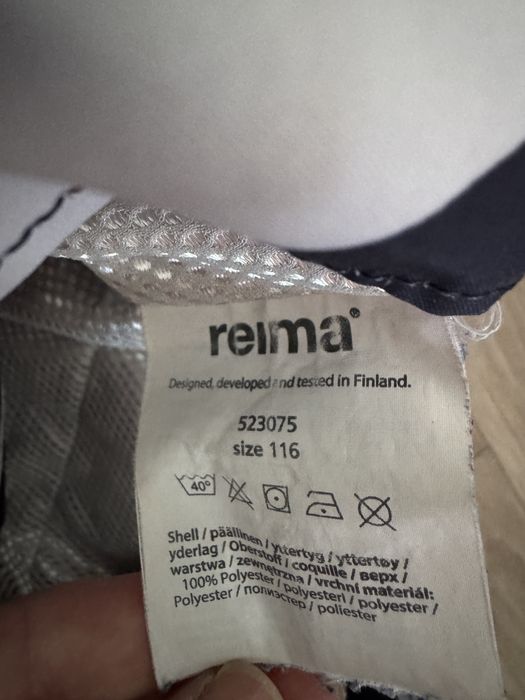 reima®
Designed, developed and tested in Finland.
523075
size 116
40°
Shell / päällinen / yttertyg / yttertøy /
yderlag / Oberstoff / coquille / верх /
warstwa / zewnętrzna / vrchní materiál:
100% Polyester / polyesteri / polyester /
Polyester / полиэстер / poliester